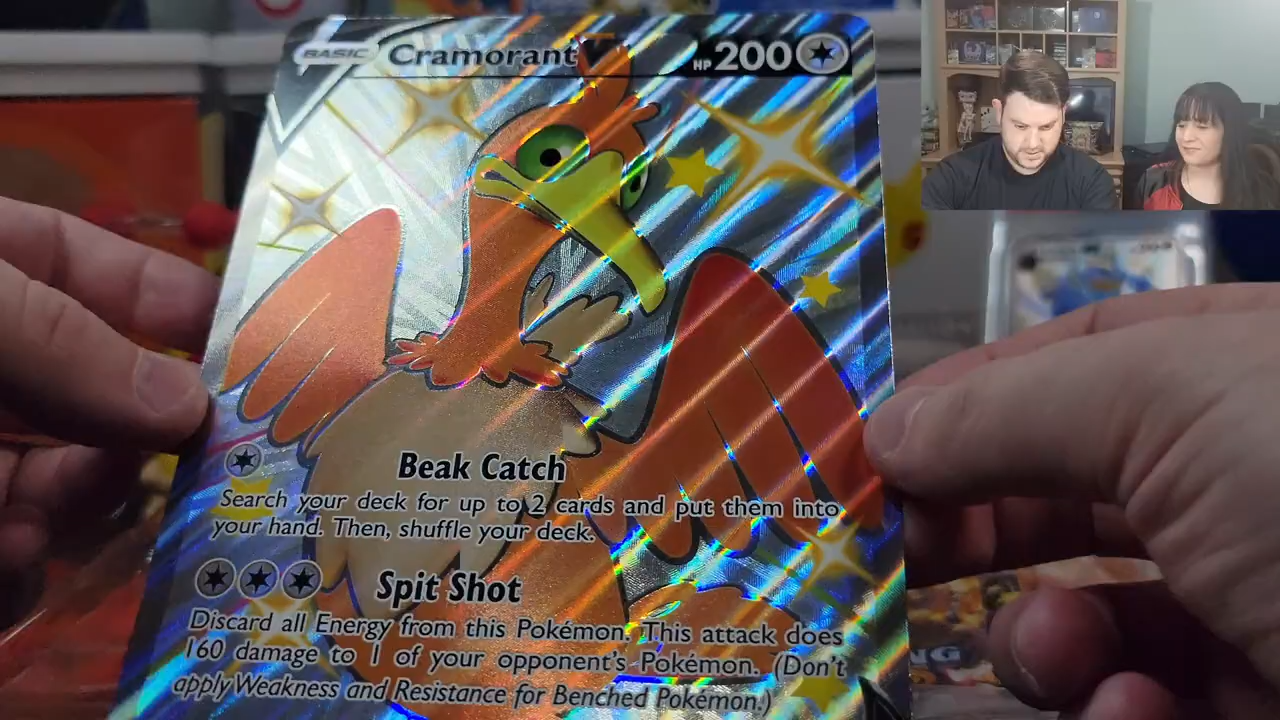 BASIC Cramorant V HP 200
Beak Catch
Search your deck for up to 2 cards and put them into
your hand. Then, shuffle your deck.
Spit Shot
Discard all Energy from this Pokémon. This attack does
160 damage to 1 of your opponent's Pokémon. (Don't
apply Weakness and Resistance for Benched Pokémon.)